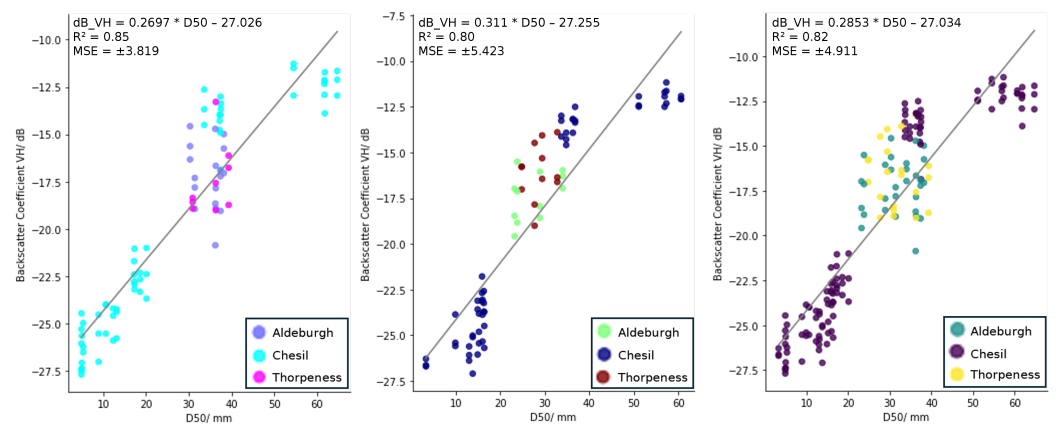 dB_VH = 0.2697 * D50 – 27.026
R² = 0.85
MSE = ±3.819
−10.0
−12.5
−15.0
−17.5
−20.0
−22.5
−25.0
−27.5
Backscatter Coefficient VH/ dB
10
20
30
40
50
60
D50/ mm
Aldeburgh
Chesil
Thorpeness
dB_VH = 0.311 * D50 – 27.255
R² = 0.80
MSE = ±5.423
−7.5
−10.0
−12.5
−15.0
−17.5
−20.0
−22.5
−25.0
−27.5
Backscatter Coefficient VH/ dB
10
20
30
40
50
60
D50/ mm
Aldeburgh
Chesil
Thorpeness
dB_VH = 0.2853 * D50 – 27.034
R² = 0.82
MSE = ±4.911
−10.0
−12.5
−15.0
−17.5
−20.0
−22.5
−25.0
−27.5
Backscatter Coefficient VH/ dB
10
20
30
40
50
60
D50/ mm
Aldeburgh
Chesil
Thorpeness